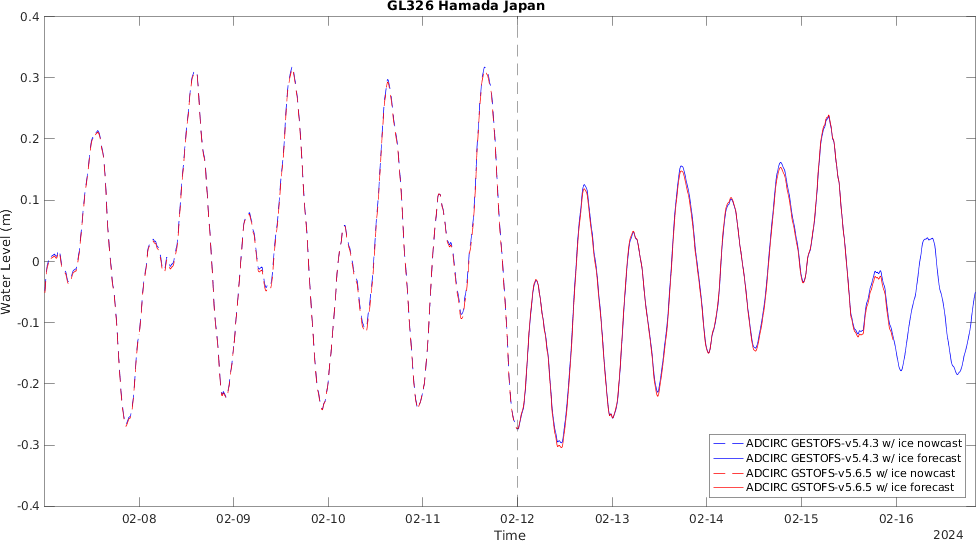 GL326 Hamada Japan
0.4
0.3
0.2
0.1
0
-0.1
-0.2
-0.3
-0.4
Water Level (m)
02-08
02-09
02-10
02-11
02-12
02-13
02-14
02-15
02-16
Time
2024
ADCIRC GESTOFS-v5.4.3 w/ ice nowcast
ADCIRC GESTOFS-v5.4.3 w/ ice forecast
ADCIRC GSTOFS-v5.6.5 w/ ice nowcast
ADCIRC GSTOFS-v5.6.5 w/ ice forecast